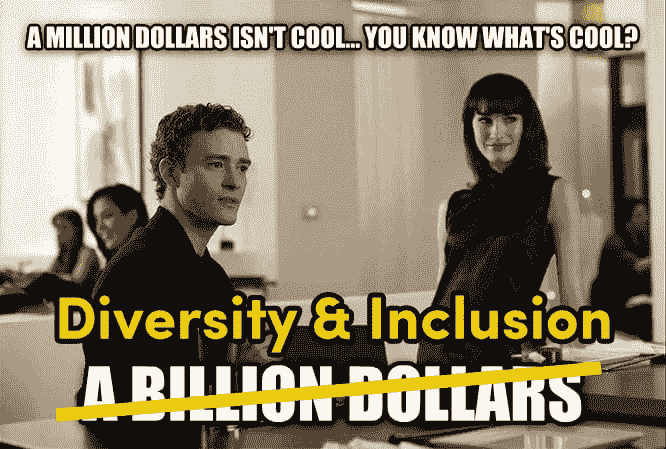 A MILLION DOLLARS ISN'T COOL... YOU KNOW WHAT'S COOL?
Diversity & Inclusion
A BILLION DOLLARS